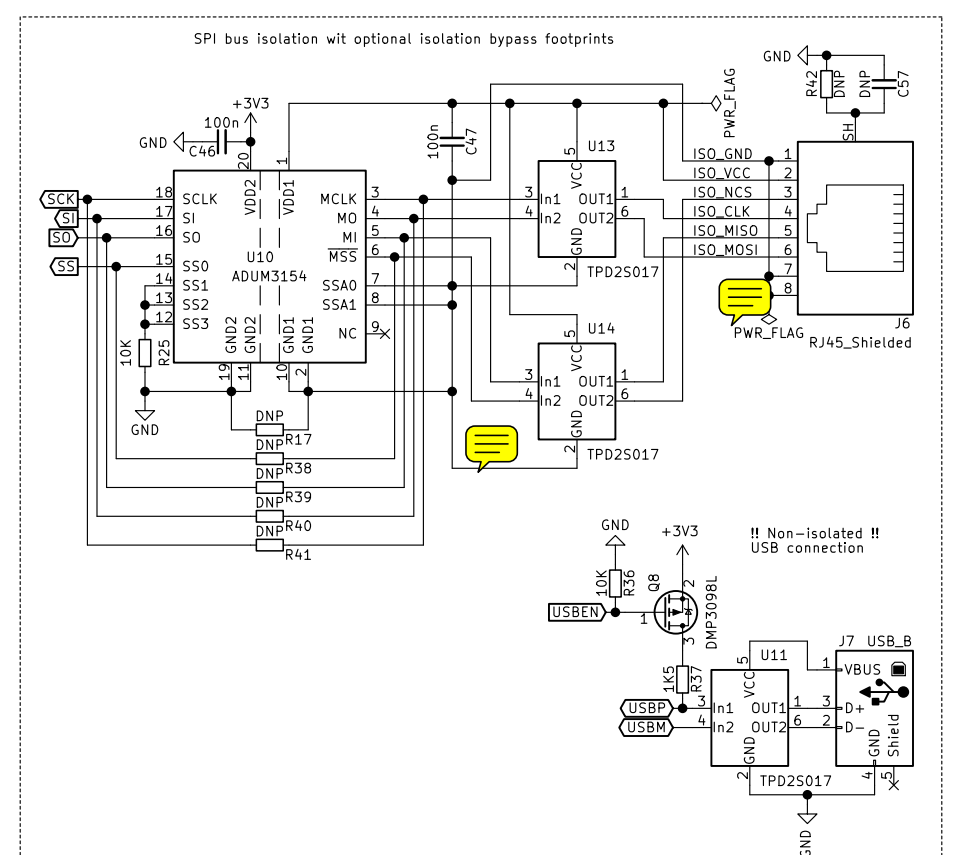 SPI bus isolation wit optional isolation bypass footprints
GND
R42
DNP
DNP
C57
SH
+3V3
100n
GND
C46
20
1
VDD2
VDD1
100n
C47
PWR_FLAG
U13
5
VCC
3 In1 OUT1 1
4 In2 OUT2 6
GND
2
TPD2S017
ISO_GND 1
ISO_VCC 2
ISO_NCS 3
ISO_CLK 4
ISO_MISO 5
ISO_MOSI 6
7
8
PWR_FLAG
J6
RJ45_Shielded
SCK 18 SCLK MCLK 3
SI 17 SI MO 4
SO 16 SO MI 5
SS 15 SS0 MSS 6
U10
ADUM3154
14 SS1 SSA0 7
13 SS2 SSA1 8
12 SS3 NC 9
GND2
GND2
GND1
GND1
19
11
10
2
10K
R25
GND
DNP
R17
DNP
R38
DNP
R39
DNP
R40
DNP
R41
U14
5
VCC
3 In1 OUT1 1
4 In2 OUT2 6
GND
2
TPD2S017
!! Non-isolated !!
USB connection
GND
+3V3
10K
R36
Q8
2
DMP3098L
USBEN
1
3
1K5
R37
U11
5
VCC
USBP 3 In1 OUT1 1
USBM 4 In2 OUT2 6
GND
2
TPD2S017
J7 USB_B
1 VBUS
3 D+
2 D-
GND
Shield
4
5
GND